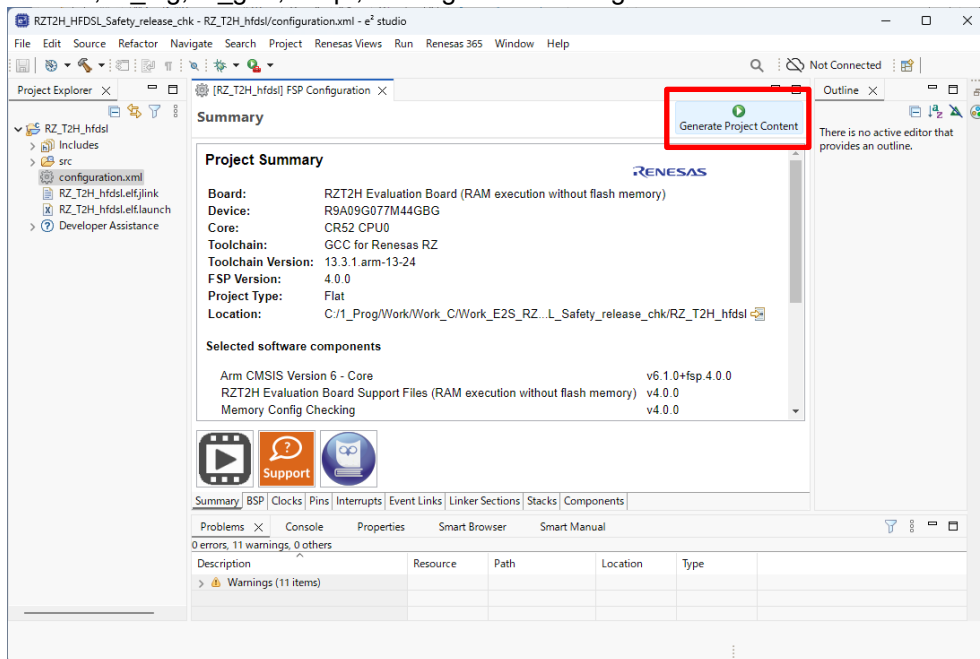 RZT2H_HFDSL_Safety_release_chk - RZ_T2H_hfdsl/configuration.xml - e² studio
File Edit Source Refactor Navigate Search Project Renesas Views Run Renesas 365 Window Help
Not Connected
Project Explorer
[RZ_T2H_hfdsl] FSP Configuration
Outline
Summary
Generate Project Content
There is no active editor that
provides an outline.
RZ_T2H_hfdsl
Includes
src
configuration.xml
RZ_T2H_hfdsl.elf.jlink
RZ_T2H_hfdsl.elf.launch
Developer Assistance
Project Summary
RENESAS
Board: RZT2H Evaluation Board (RAM execution without flash memory)
Device: R9A09G077M44GBG
Core: CR52 CPU0
Toolchain: GCC for Renesas RZ
Toolchain Version: 13.3.1.arm-13-24
FSP Version: 4.0.0
Project Type: Flat
Location: C:/1_Prog/Work/Work_C/Work_E2S_RZ...L_Safety_release_chk/RZ_T2H_hfdsl
Selected software components
Arm CMSIS Version 6 - Core v6.1.0+fsp.4.0.0
RZT2H Evaluation Board Support Files (RAM execution without flash memory) v4.0.0
Memory Config Checking v4.0.0
Support
Summary BSP Clocks Pins Interrupts Event Links Linker Sections Stacks Components
Problems Console Properties Smart Browser Smart Manual
0 errors, 11 warnings, 0 others
Description Resource Path Location Type
Warnings (11 items)